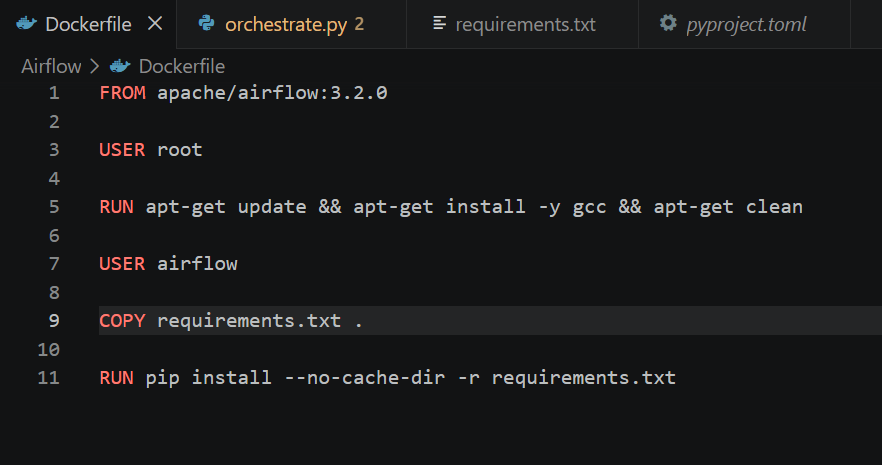 Dockerfile
orchestrate.py 2
requirements.txt
pyproject.toml
Airflow > Dockerfile
1 FROM apache/airflow:3.2.0
2
3 USER root
4
5 RUN apt-get update && apt-get install -y gcc && apt-get clean
6
7 USER airflow
8
9 COPY requirements.txt .
10
11 RUN pip install --no-cache-dir -r requirements.txt